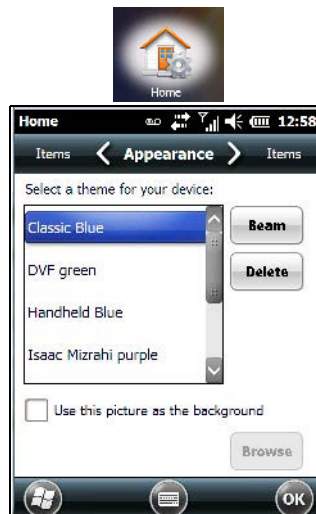 Home
Home 12:58
Items Appearance Items
Select a theme for your device:
Classic Blue
Beam
DVF green
Delete
Handheld Blue
Isaac Mizrahi purple
Use this picture as the background
Browse
OK